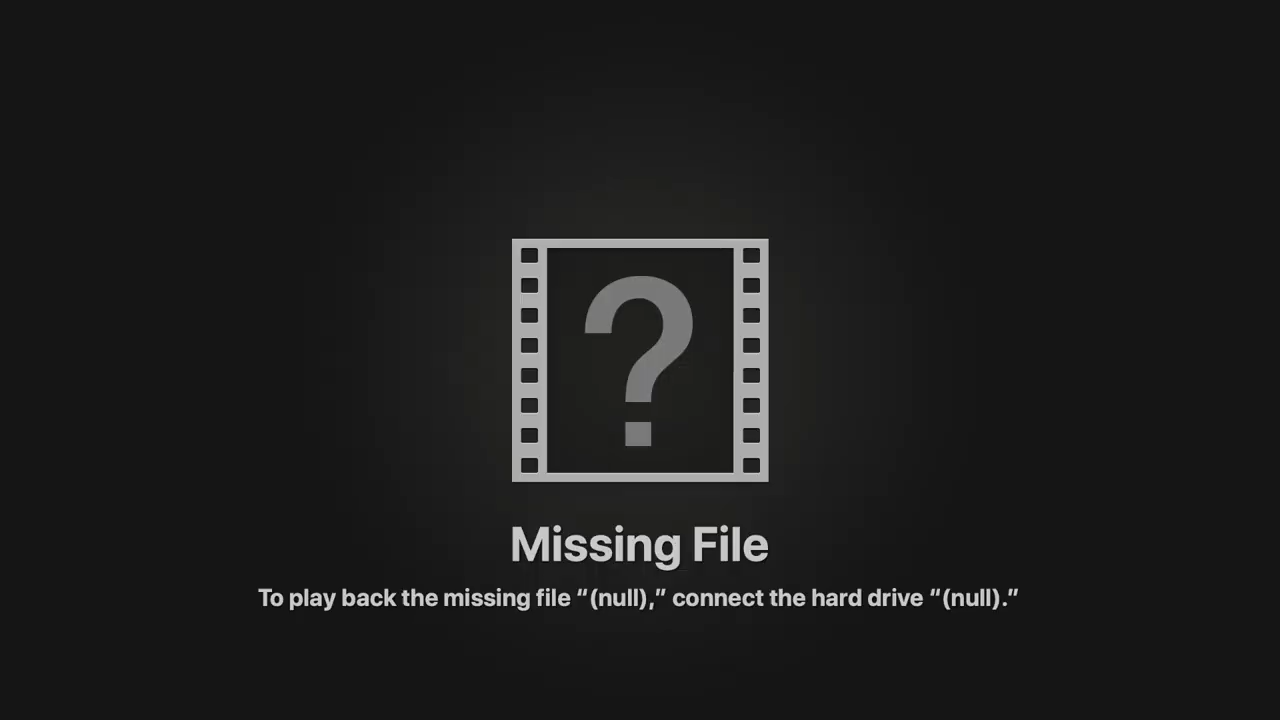 ?
Missing File
To play back the missing file “(null),” connect the hard drive “(null).”